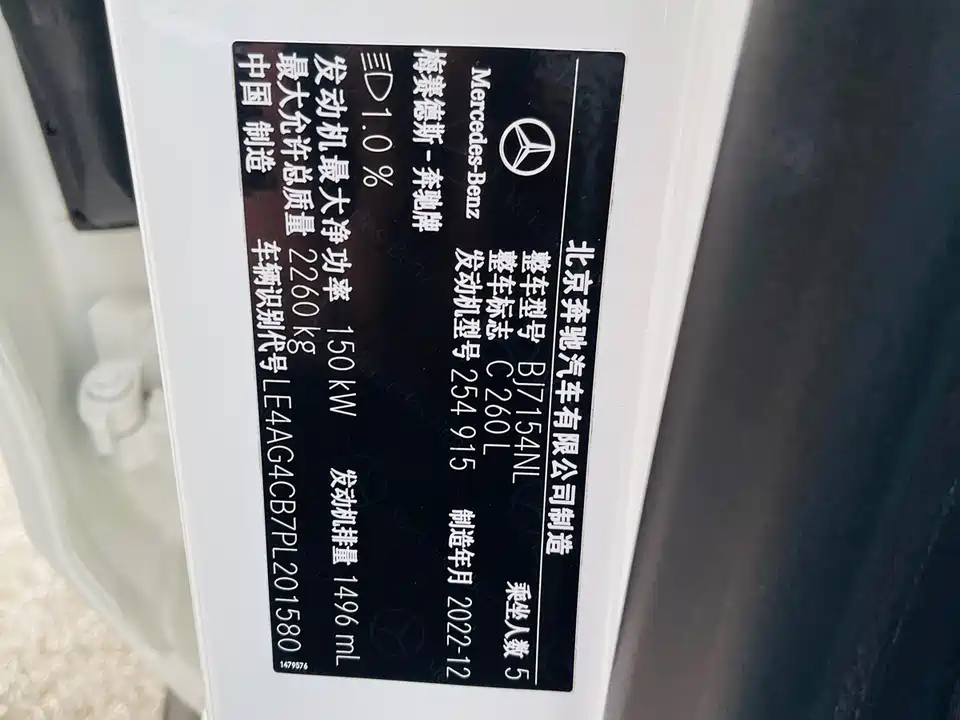 北京奔驰汽车有限公司制造
Mercedes-Benz
梅赛德斯-奔驰牌
整车型号 BJ7154NL 乘坐人数 5
整车标志 C 260 L
发动机型号 254 915 制造年月 2022-12
1.0 %
发动机最大净功率 150 kW 发动机排量 1496 mL
最大允许总质量 2260 kg
中国 制造 车辆识别代号 LE4AG4CB7PL201580
1479576